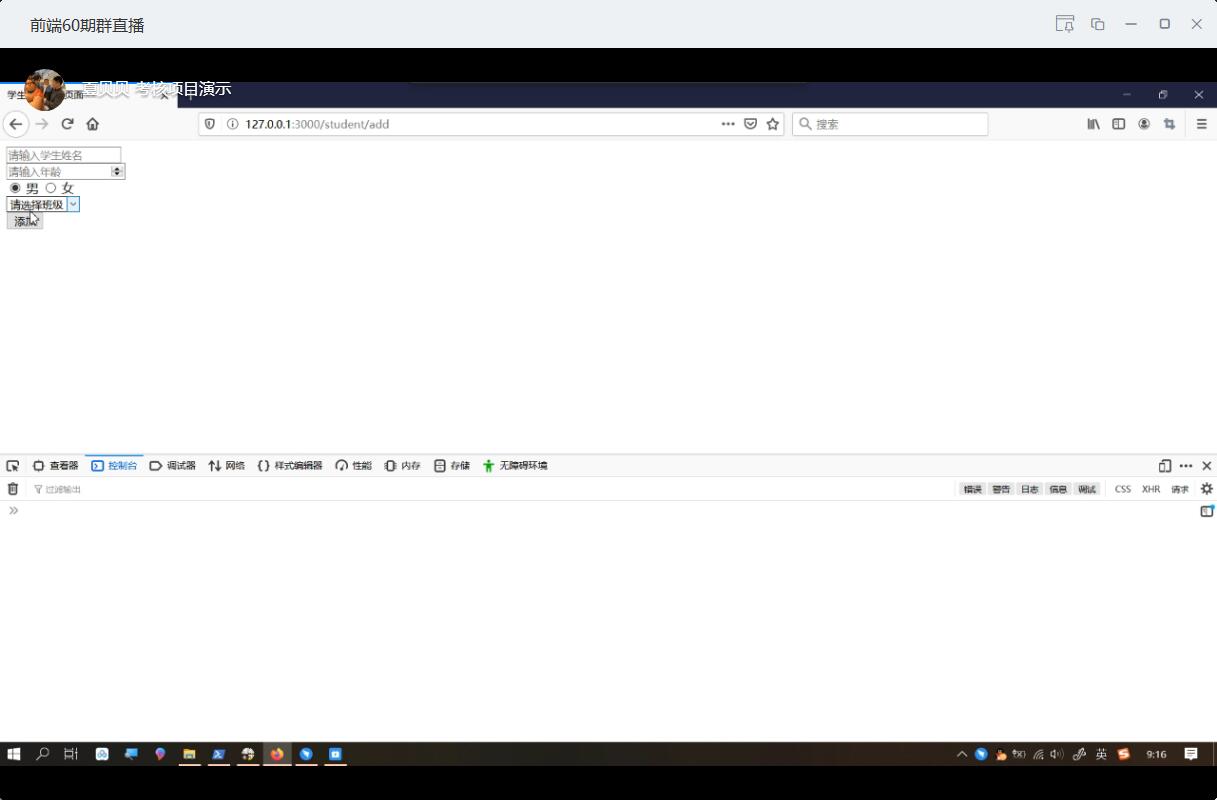 前端60期群直播
夏贝贝 考核项目演示
学生
页面
127.0.0.1:3000/student/add
搜索
请输入学生姓名
请输入年龄
男 女
请选择班级
添加
查看器 控制台 调试器 网络 样式编辑器 性能 内存 存储 无障碍环境
过滤输出
错误 警告 日志 信息 调试 CSS XHR 请求
英 9:16